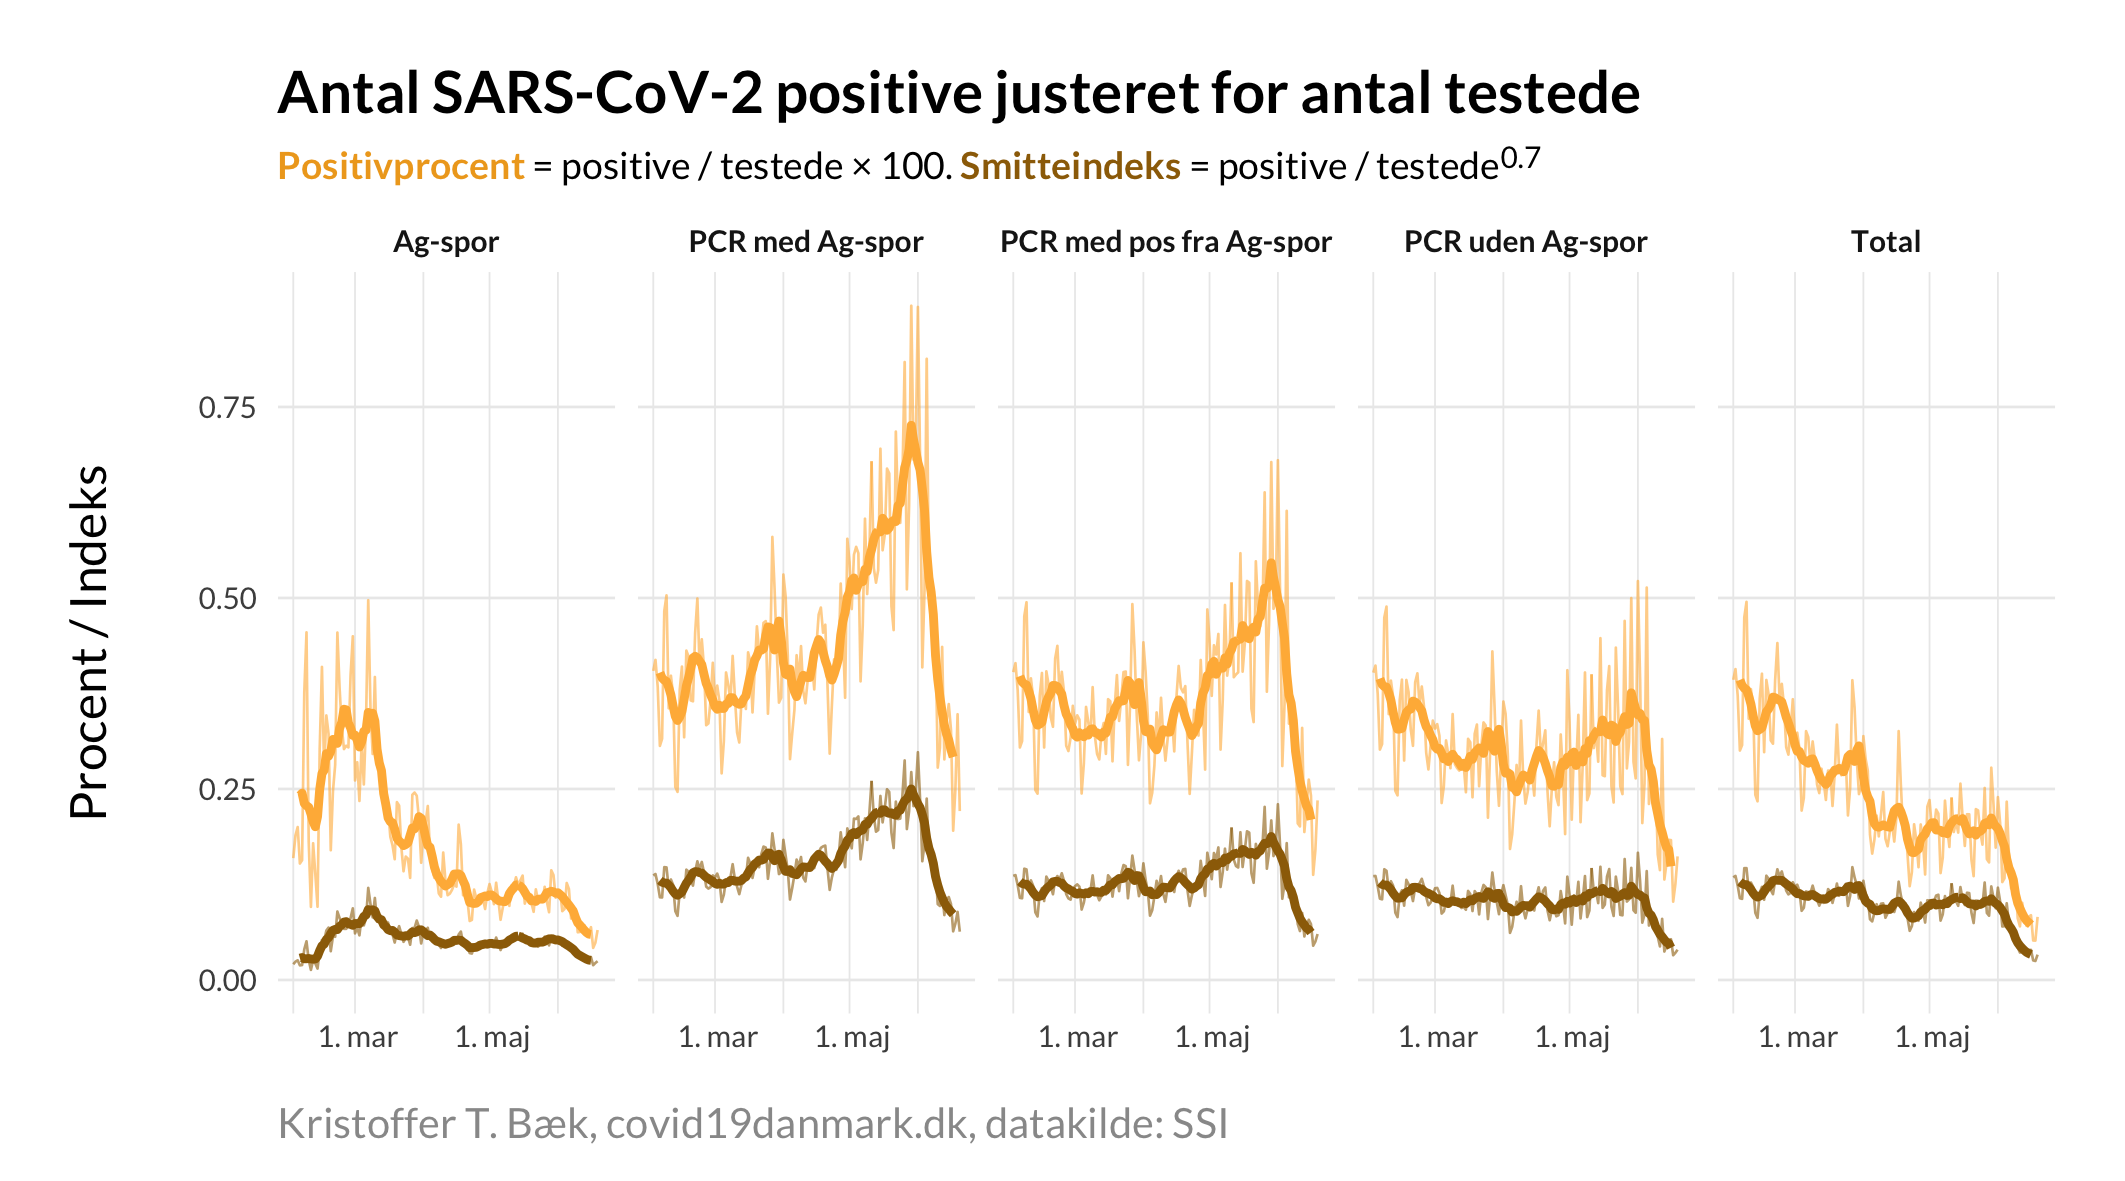 Antal SARS-CoV-2 positive justeret for antal testede
Positivprocent = positive / testede × 100. Smitteindeks = positive / testede^0.7
Ag-spor
PCR med Ag-spor
PCR med pos fra Ag-spor
PCR uden Ag-spor
Total
Procent / Indeks
0.75
0.50
0.25
0.00
1. mar 1. maj
1. mar 1. maj
1. mar 1. maj
1. mar 1. maj
1. mar 1. maj
Kristoffer T. Bæk, covid19danmark.dk, datakilde: SSI